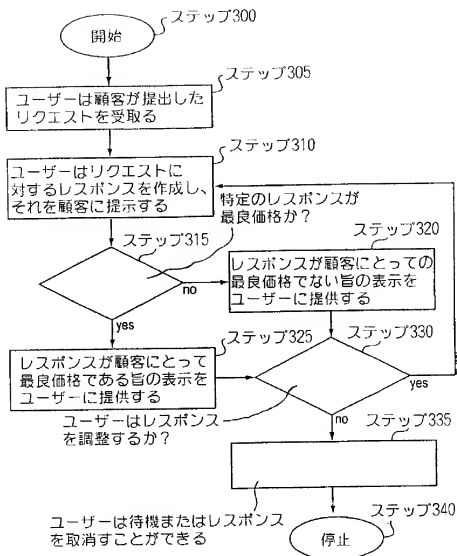 ステップ300
開始
ステップ305
ユーザーは顧客が提出した
リクエストを受取る
ステップ310
ユーザーはリクエストに
対するレスポンスを作成し、
それを顧客に提示する
特定のレスポンスが
最良価格か?
ステップ315
ステップ320
no
レスポンスが顧客にとっての
最良価格でない旨の表示を
ユーザーに提供する
yes
ステップ325
ステップ330
レスポンスが顧客にとって
最良価格である旨の表示を
ユーザーに提供する
yes
ユーザーはレスポンス
を調整するか?
no
ステップ335
ユーザーは待機またはレスポンス
を取消すことができる
ステップ340
停止